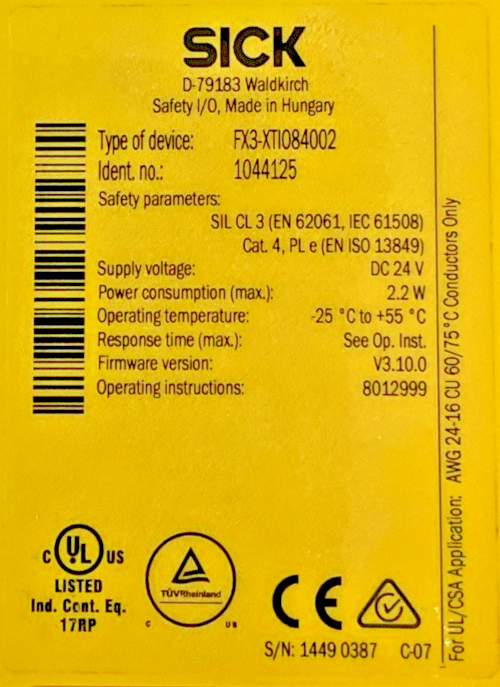 SICK
D-79183 Waldkirch
Safety I/O, Made in Hungary
Type of device: FX3-XTIO84002
Ident. no.: 1044125
Safety parameters:
SIL CL 3 (EN 62061, IEC 61508)
Cat. 4, PL e (EN ISO 13849)
Supply voltage: DC 24 V
Power consumption (max.): 2.2 W
Operating temperature: -25 °C to +55 °C
Response time (max.): See Op. Inst.
Firmware version: V3.10.0
Operating instructions: 8012999
For UL/CSA Application: AWG 24-16 CU 60/75°C Conductors Only
C UL US
LISTED
Ind. Cont. Eq.
17RP
TÜVRheinland
C US
CE
S/N: 1449 0387 C-07